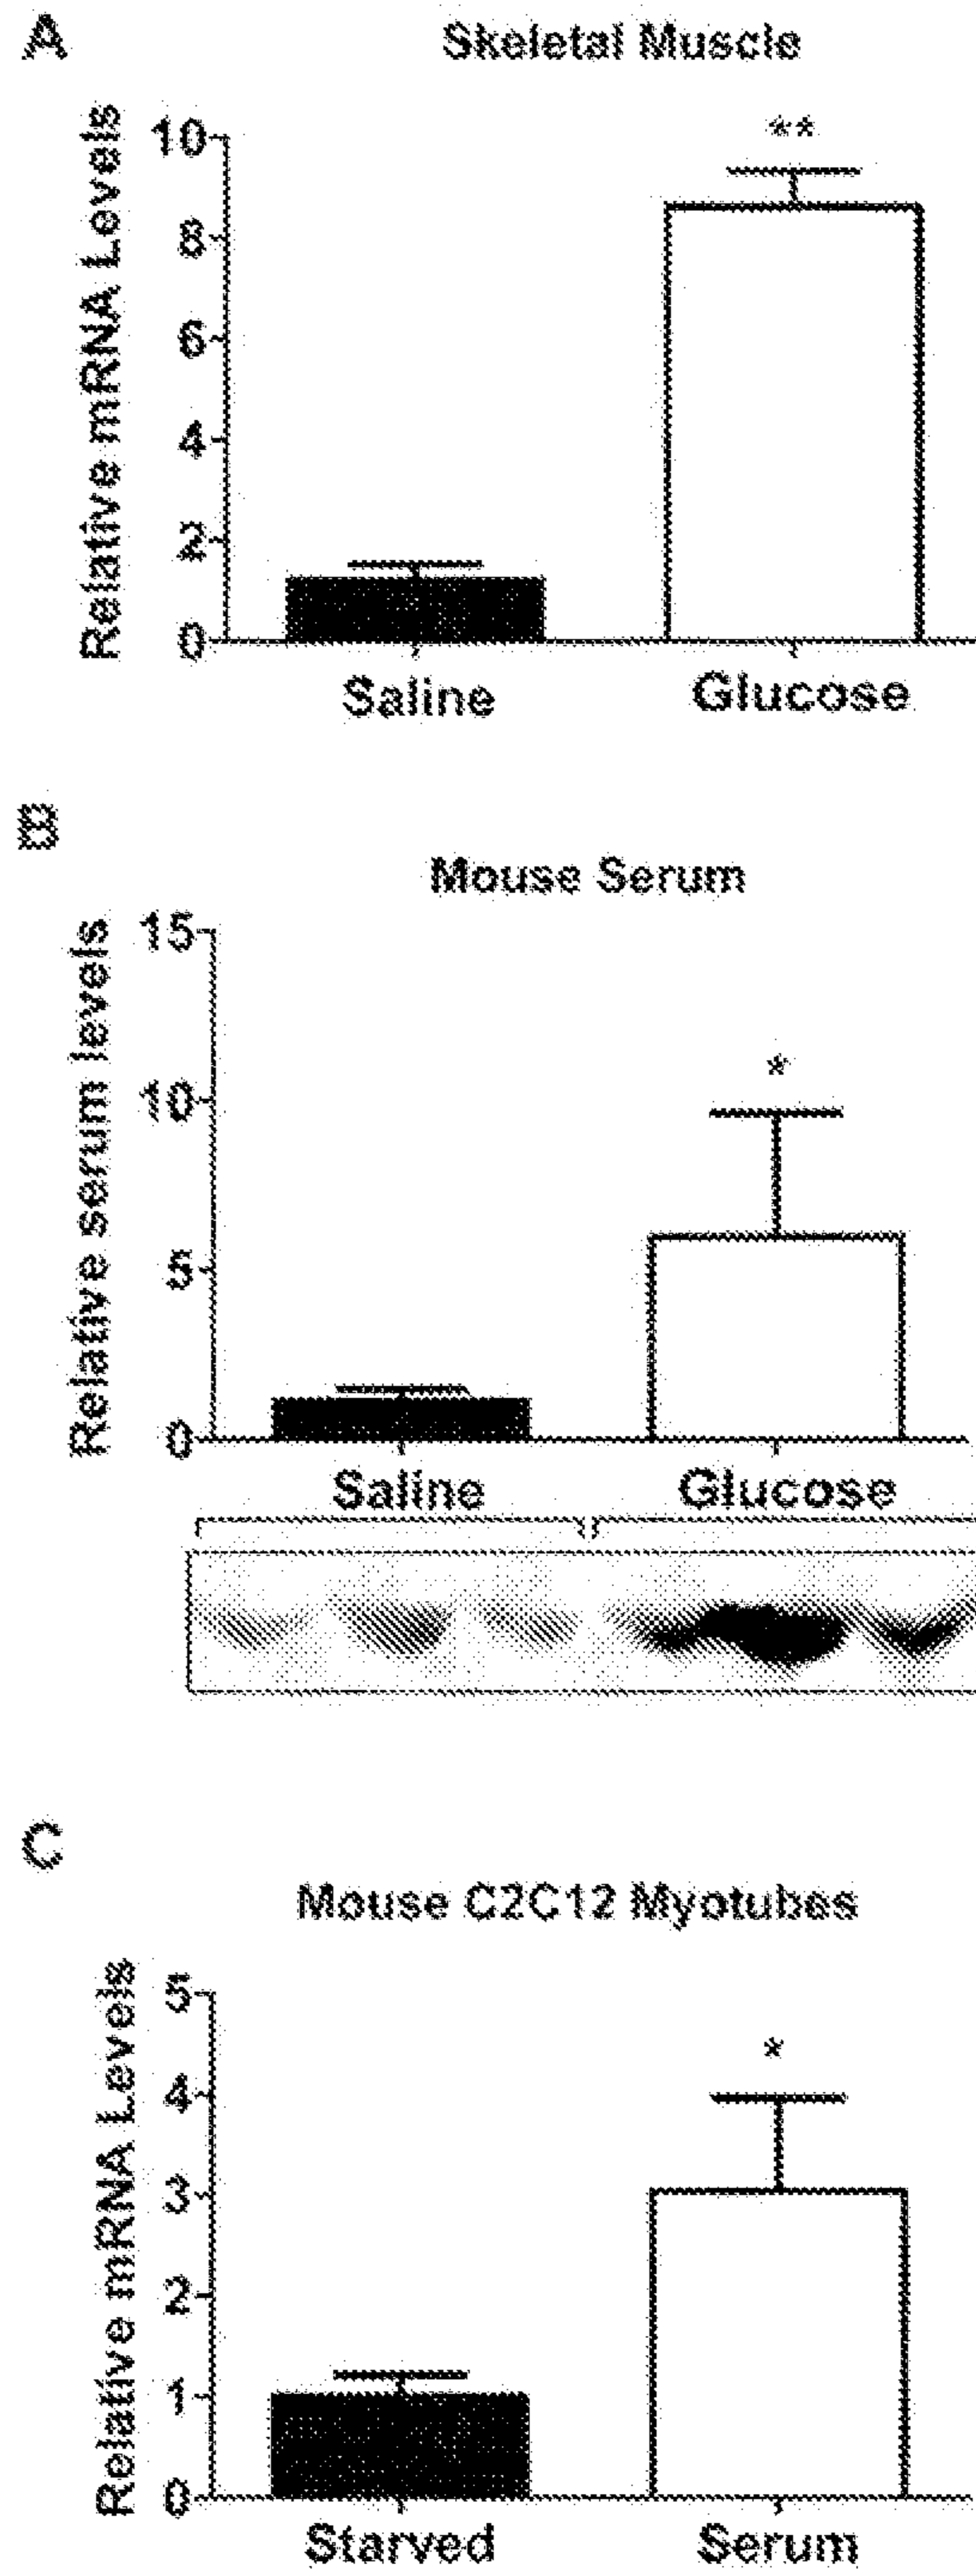 A
Skeletal Muscle
Relative mRNA Levels
10
**
8
6
4
2
0
Saline
Glucose
B
Mouse Serum
Relative serum levels
15
10
*
5
0
Saline
Glucose
C
Mouse C2C12 Myotubes
Relative mRNA Levels
5
4
*
3
2
1
0
Starved
Serum